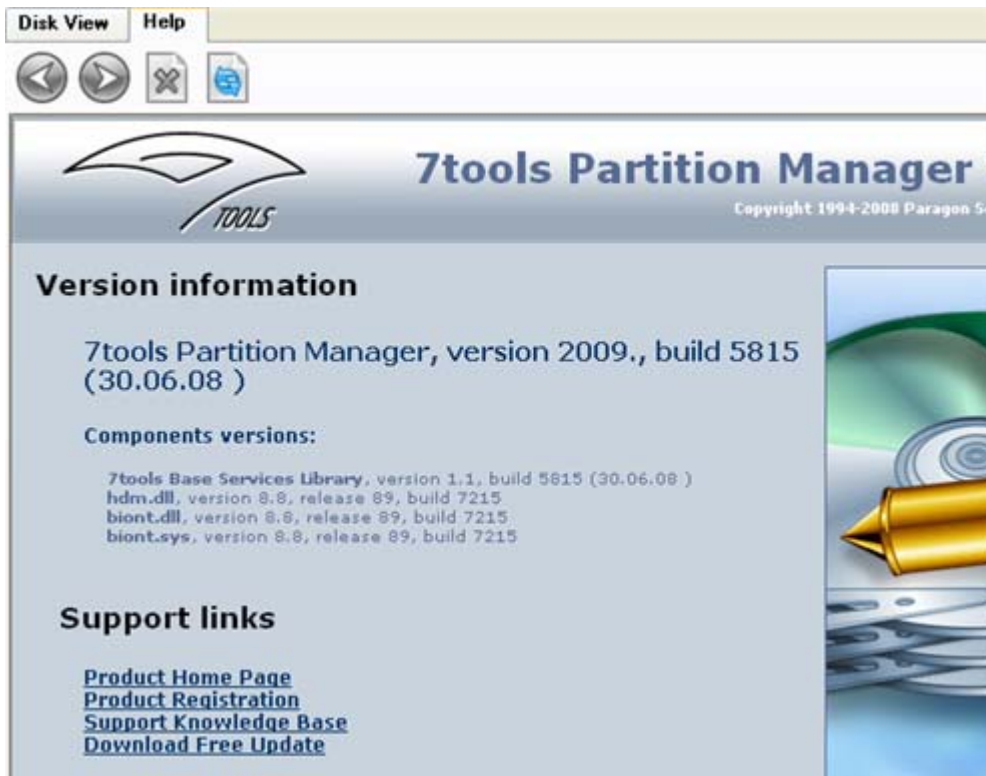 Disk View Help
TOOLS
7tools Partition Manager
Copyright 1994-2008 Paragon
Version information
7tools Partition Manager, version 2009., build 5815
(30.06.08 )
Components versions:
7tools Base Services Library, version 1.1, build 5815 (30.06.08 )
hdm.dll, version 8.8, release 89, build 7215
biont.dll, version 8.8, release 89, build 7215
biont.sys, version 8.8, release 89, build 7215
Support links
Product Home Page
Product Registration
Support Knowledge Base
Download Free Update